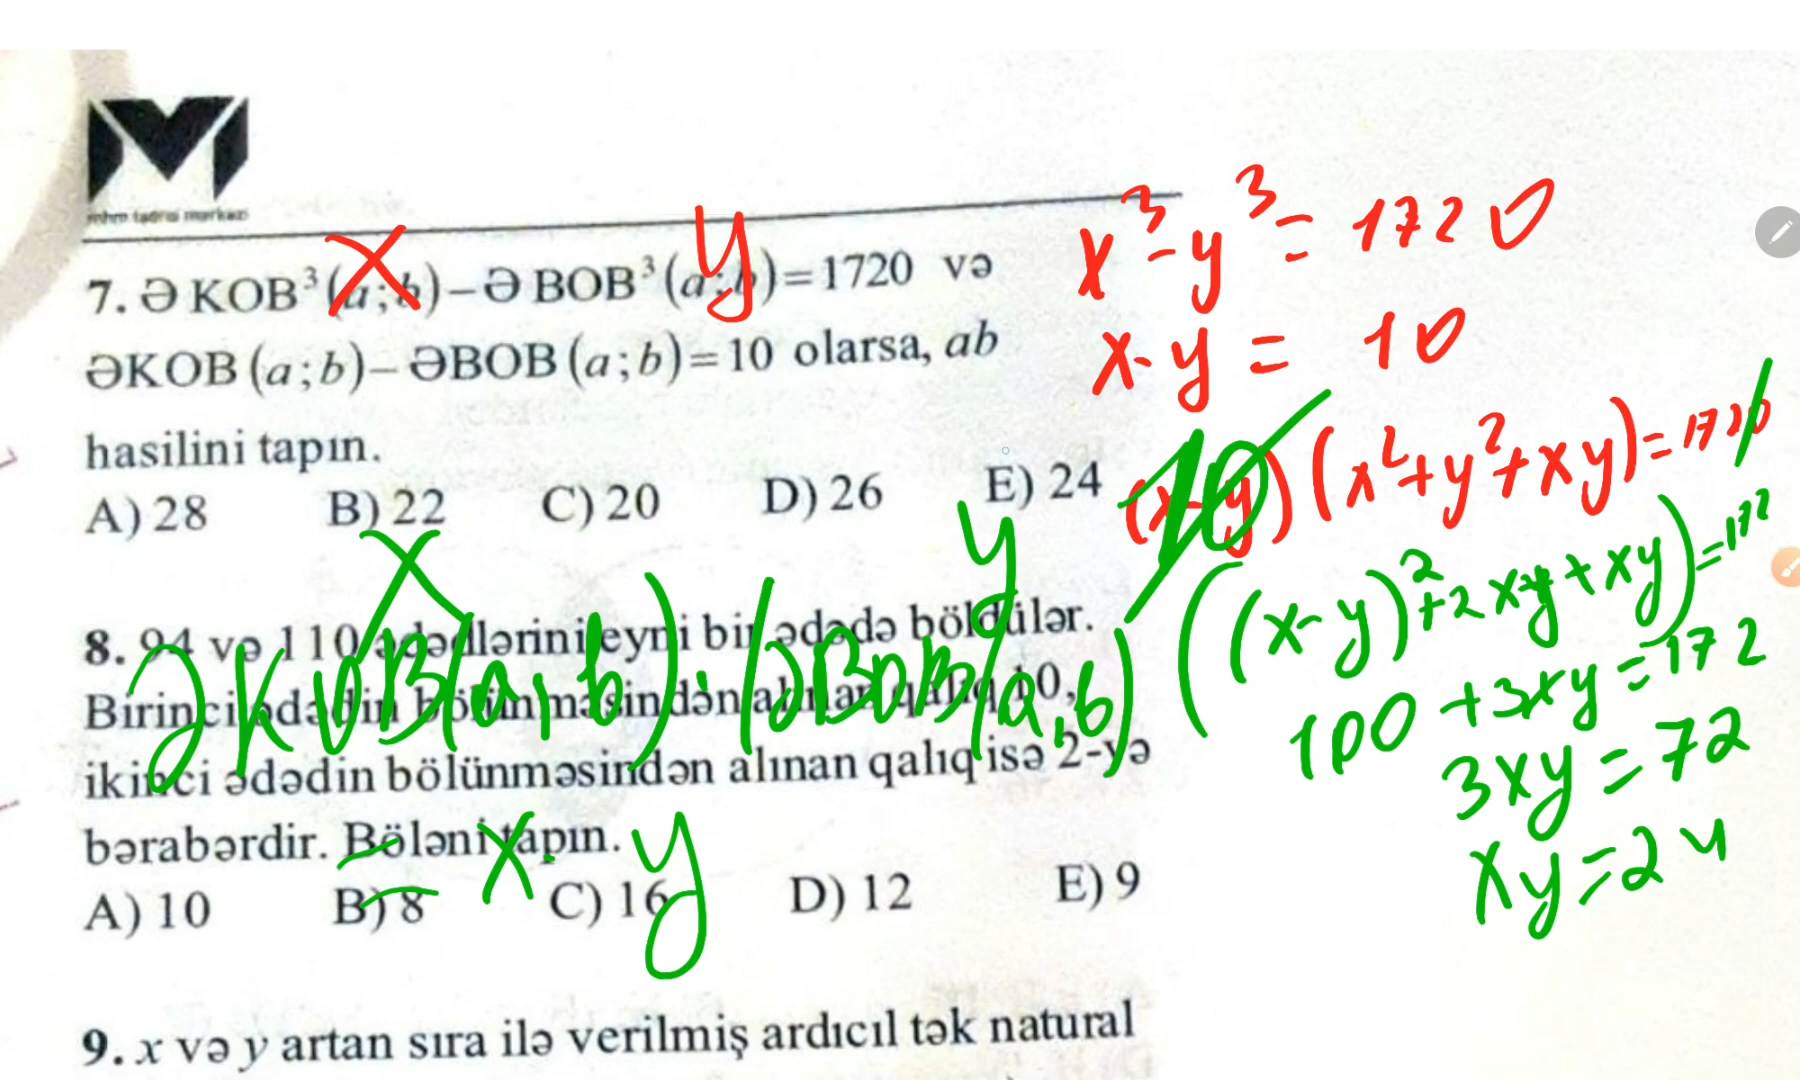 7. ƏKOB³(a;b)–ƏBOB³(a;b)=1720 və
ƏKOB(a;b)–ƏBOB(a;b)=10 olarsa, ab
hasilini tapın.
A) 28 B) 22 C) 20 D) 26 E) 24
8. 94 və 110 ədədlərini eyni bir ədədə böldülər.
Birinci ədədin bölünməsindən alınan qalıq 10,
ikinci ədədin bölünməsindən alınan qalıq isə 2-yə
bərabərdir. Böləni tapın.
A) 10 B) 8 C) 16 D) 12 E) 9
9. x və y artan sıra ilə verilmiş ardıcıl tək natural
x y
x³-y³=1720
x-y=10
(x-y)(x²+y²+xy)=1720
10
((x-y)²+2xy+xy)=172
100+3xy=172
3xy=72
xy=24
x y
ƏKOB(a,b)·ƏBOB(a,b)
= x·y